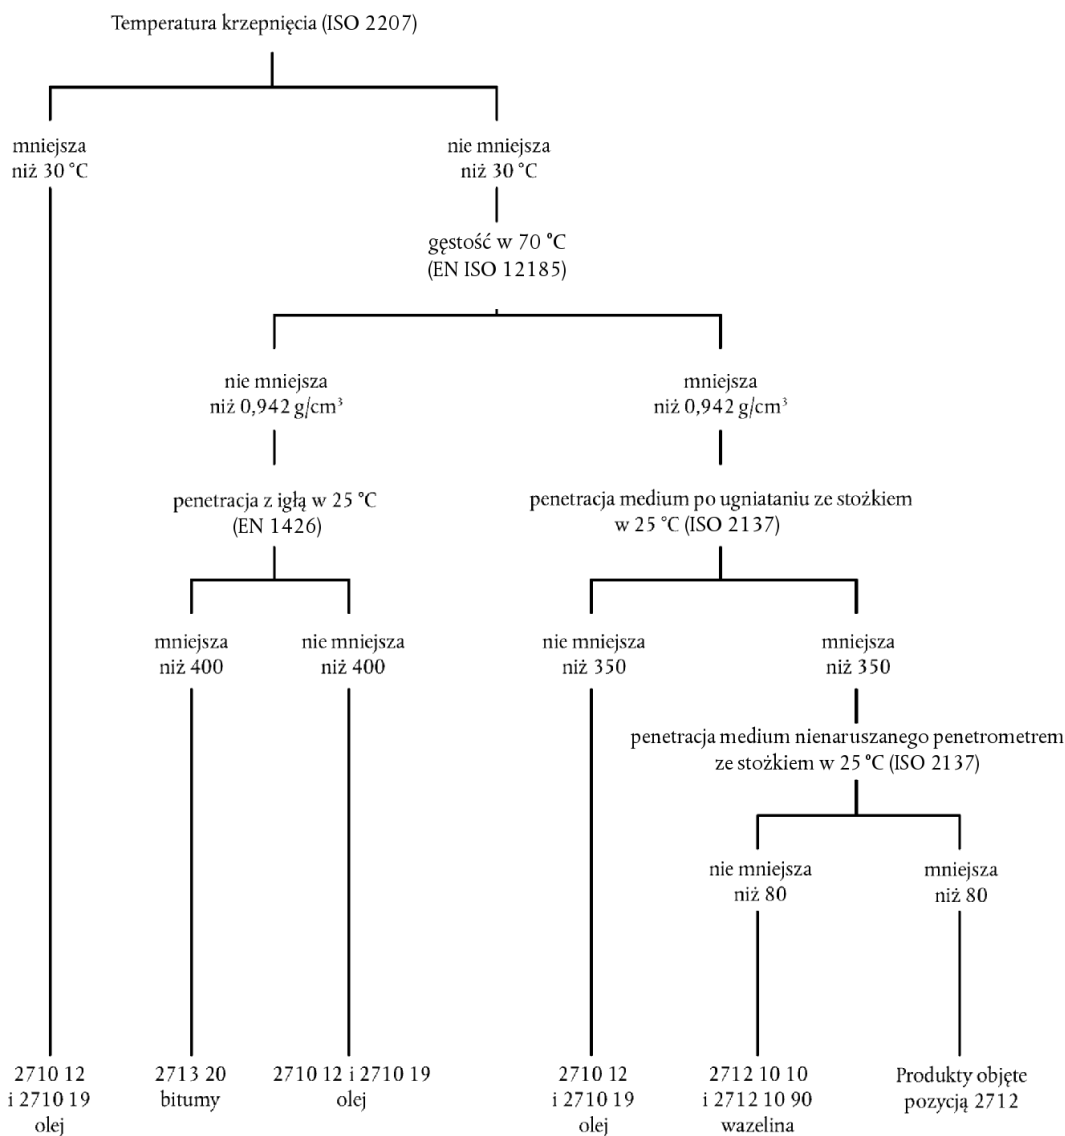 Temperatura krzepnięcia (ISO 2207)
mniejsza
niż 30 °C
nie mniejsza
niż 30 °C
gęstość w 70 °C
(EN ISO 12185)
nie mniejsza
niż 0,942 g/cm³
mniejsza
niż 0,942 g/cm³
penetracja z igłą w 25 °C
(EN 1426)
penetracja medium po ugniataniu ze stożkiem
w 25 °C (ISO 2137)
mniejsza
niż 400
nie mniejsza
niż 400
nie mniejsza
niż 350
mniejsza
niż 350
penetracja medium nienaruszanego penetrometrem
ze stożkiem w 25 °C (ISO 2137)
nie mniejsza
niż 80
mniejsza
niż 80
2710 12
i 2710 19
olej
2713 20
bitumy
2710 12 i 2710 19
olej
2710 12
i 2710 19
olej
2712 10 10
i 2712 10 90
wazelina
Produkty objęte
pozycją 2712